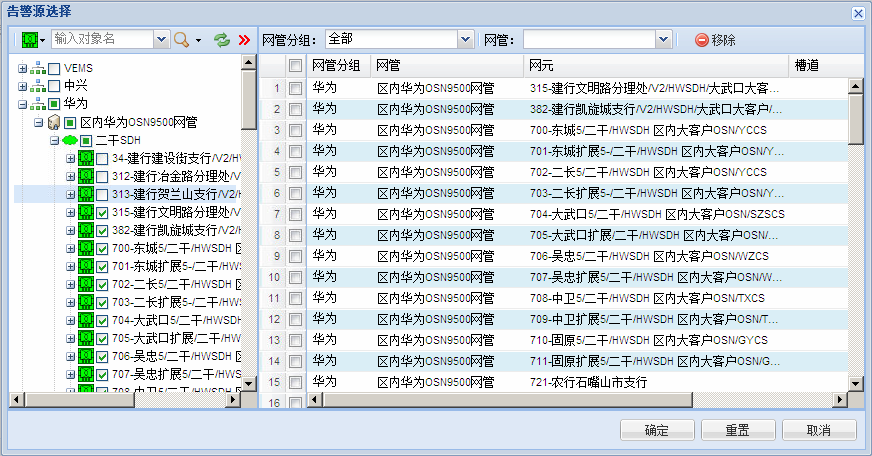 告警源选择
输入对象名
网管分组: 全部 网管: 移除
VEMS
中兴
华为
区内华为OSN9500网管
二干SDH
34-建行建设街支行/V2/H
312-建行冶金路分理处/V
313-建行贺兰山支行/V2/
315-建行文明路分理处/V
382-建行凯旋城支行/V2/
700-东城5/二干/HWSDH 区
701-东城扩展5-/二干/HWS
702-二长5/二干/HWSDH 区
703-二长扩展5-/二干/HWS
704-大武口5/二干/HWSDH
705-大武口扩展/二干/HWS
706-吴忠5/二干/HWSDH 区
707-吴忠扩展5/二干/HWS
708-中卫5/二干/HWSDH 区
网管分组 网管 网元 槽道
1 华为 区内华为OSN9500网管 315-建行文明路分理处/V2/HWSDH/大武口大客...
2 华为 区内华为OSN9500网管 382-建行凯旋城支行/V2/HWSDH/大武口大客户/...
3 华为 区内华为OSN9500网管 700-东城5/二干/HWSDH 区内大客户OSN/YCCS
4 华为 区内华为OSN9500网管 701-东城扩展5-/二干/HWSDH 区内大客户OSN/Y...
5 华为 区内华为OSN9500网管 702-二长5/二干/HWSDH 区内大客户OSN/YCCS
6 华为 区内华为OSN9500网管 703-二长扩展5-/二干/HWSDH 区内大客户OSN/Y...
7 华为 区内华为OSN9500网管 704-大武口5/二干/HWSDH 区内大客户OSN/SZSCS
8 华为 区内华为OSN9500网管 705-大武口扩展/二干/HWSDH 区内大客户OSN/...
9 华为 区内华为OSN9500网管 706-吴忠5/二干/HWSDH 区内大客户OSN/WZCS
10 华为 区内华为OSN9500网管 707-吴忠扩展5/二干/HWSDH 区内大客户OSN/W...
11 华为 区内华为OSN9500网管 708-中卫5/二干/HWSDH 区内大客户OSN/TXCS
12 华为 区内华为OSN9500网管 709-中卫扩展5/二干/HWSDH 区内大客户OSN/T...
13 华为 区内华为OSN9500网管 710-固原5/二干/HWSDH 区内大客户OSN/GYCS
14 华为 区内华为OSN9500网管 711-固原扩展5/二干/HWSDH 区内大客户OSN/G...
15 华为 区内华为OSN9500网管 721-农行石嘴山市支行
16
确定 重置 取消